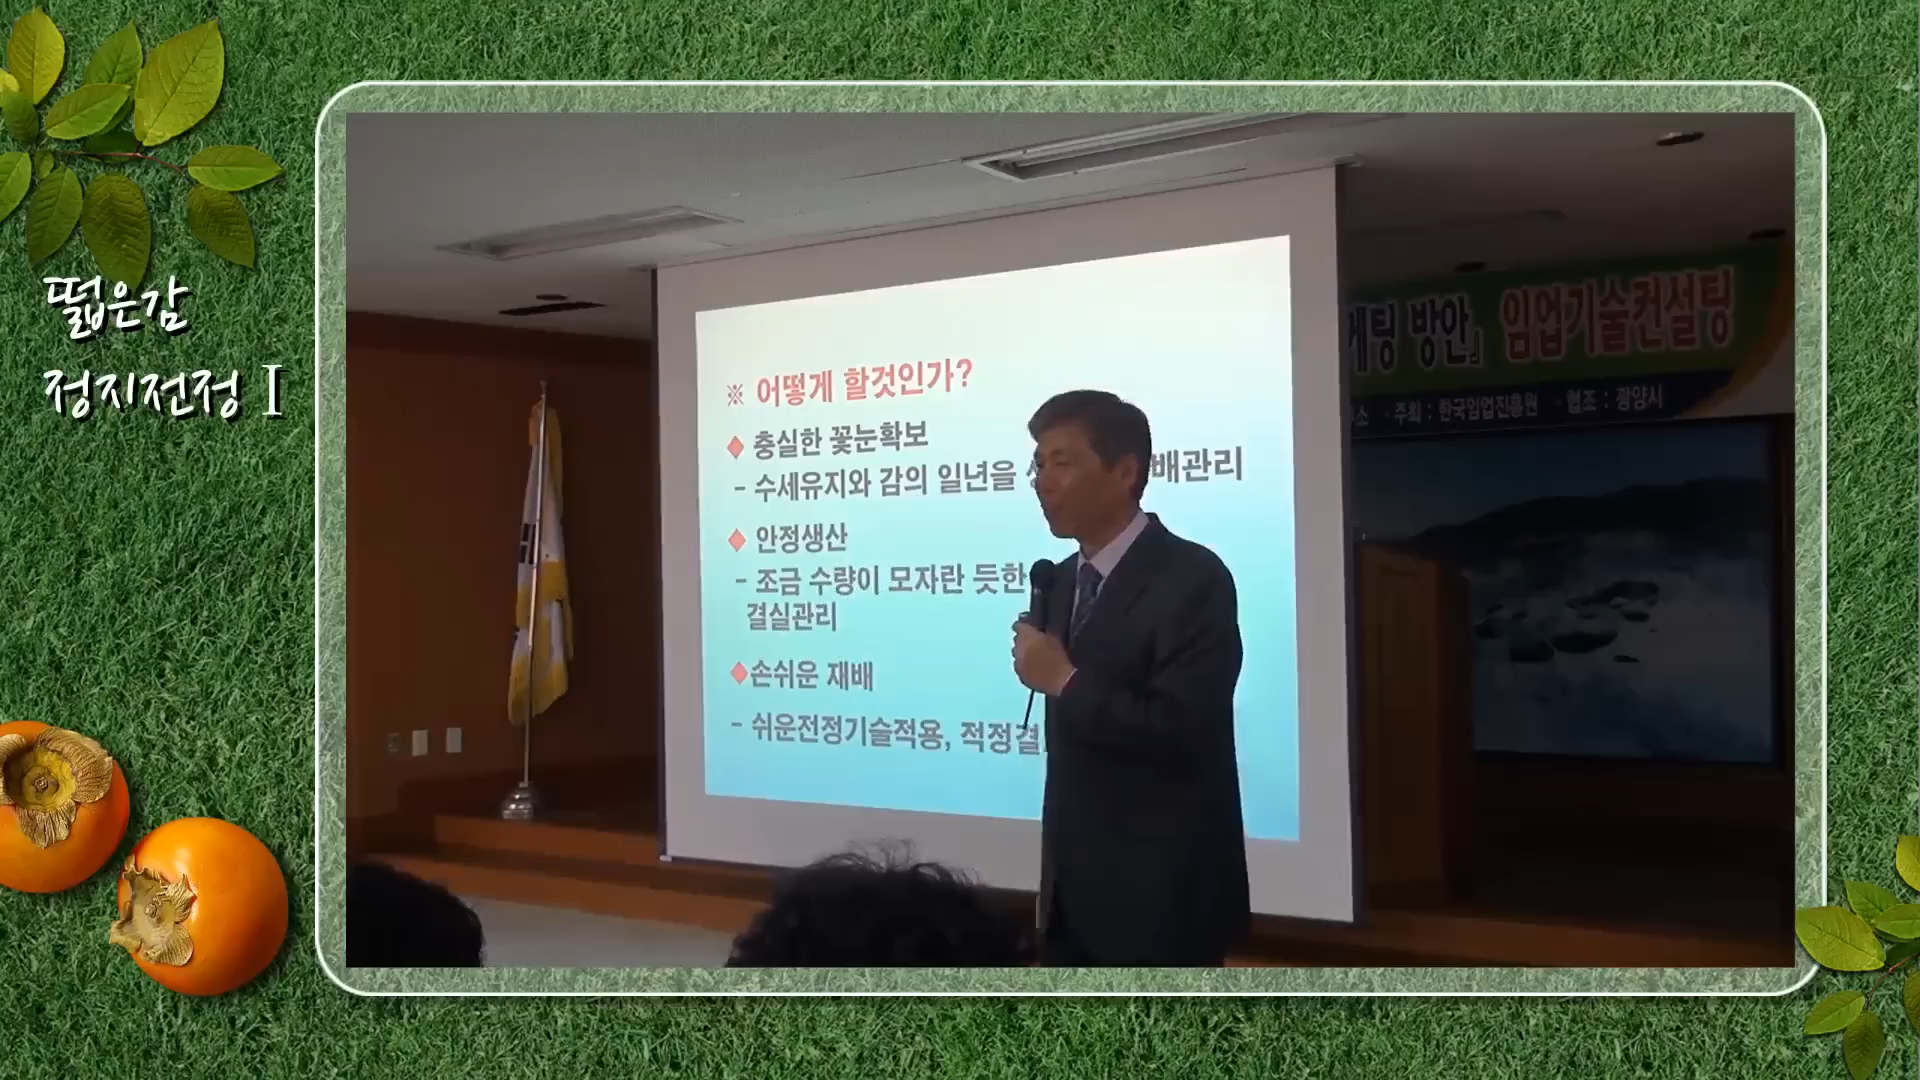 떫은감
정지전정 I
※ 어떻게 할것인가?
◆ 충실한 꽃눈확보
- 수세유지와 감의 일년을 배관리
◆ 안정생산
- 조금 수량이 모자란 듯한
결실관리
◆손쉬운 재배
- 쉬운전정기술적용, 적정결
케팅 방안』 임업기술컨설팅
· 주최 : 한국임업진흥원 · 협조 : 광양시